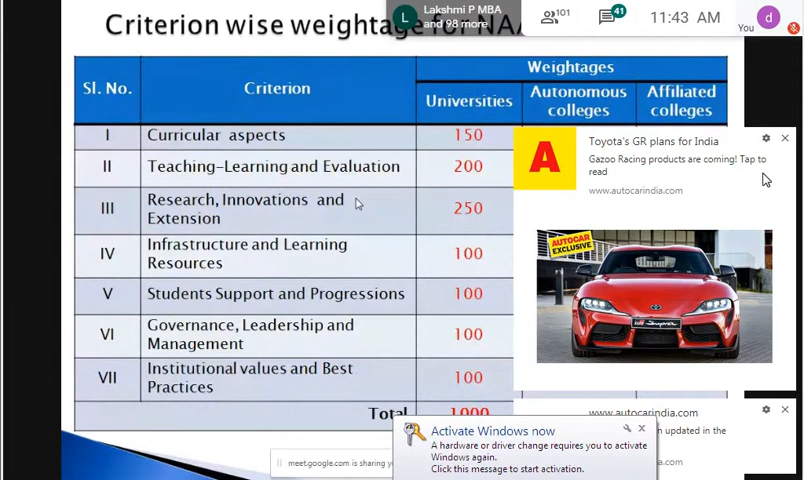 Criterion wise weightage for NAA
Lakshmi P MBA
and 98 more
L
101
41
11:43 AM
You
d
Sl. No.
Criterion
Weightages
Universities
Autonomous
colleges
Affiliated
colleges
I
Curricular aspects
150
II
Teaching–Learning and Evaluation
200
III
Research, Innovations and
Extension
250
IV
Infrastructure and Learning
Resources
100
V
Students Support and Progressions
100
VI
Governance, Leadership and
Management
100
VII
Institutional values and Best
Practices
100
Total
1000
A
Toyota's GR plans for India
Gazoo Racing products are coming! Tap to
read
www.autocarindia.com
AUTOCAR
EXCLUSIVE
GR Supra
www.autocarindia.com
n updated in the
ia.com
Activate Windows now
A hardware or driver change requires you to activate
Windows again.
Click this message to start activation.
meet.google.com is sharing yo